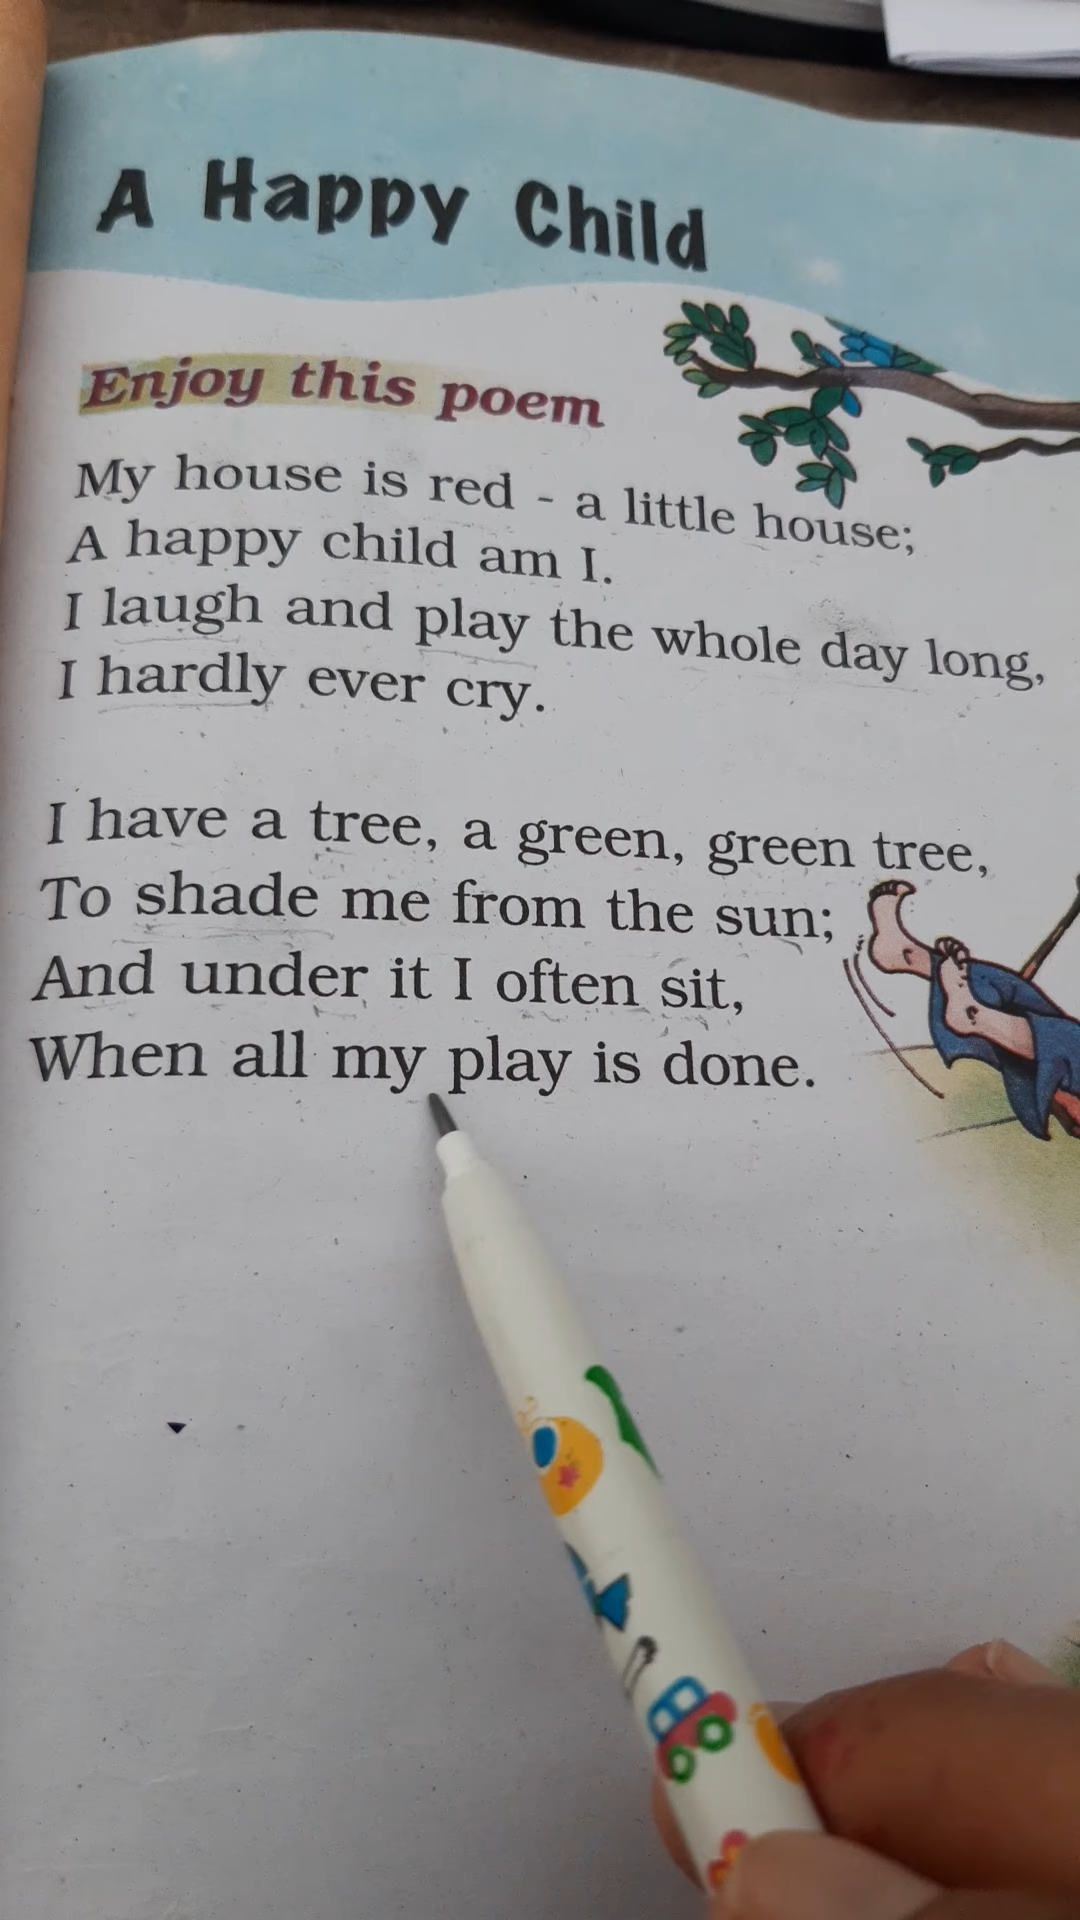 A Happy Child
Enjoy this poem
My house is red - a little house;
A happy child am I.
I laugh and play the whole day long,
I hardly ever cry.
I have a tree, a green, green tree,
To shade me from the sun;
And under it I often sit,
When all my play is done.